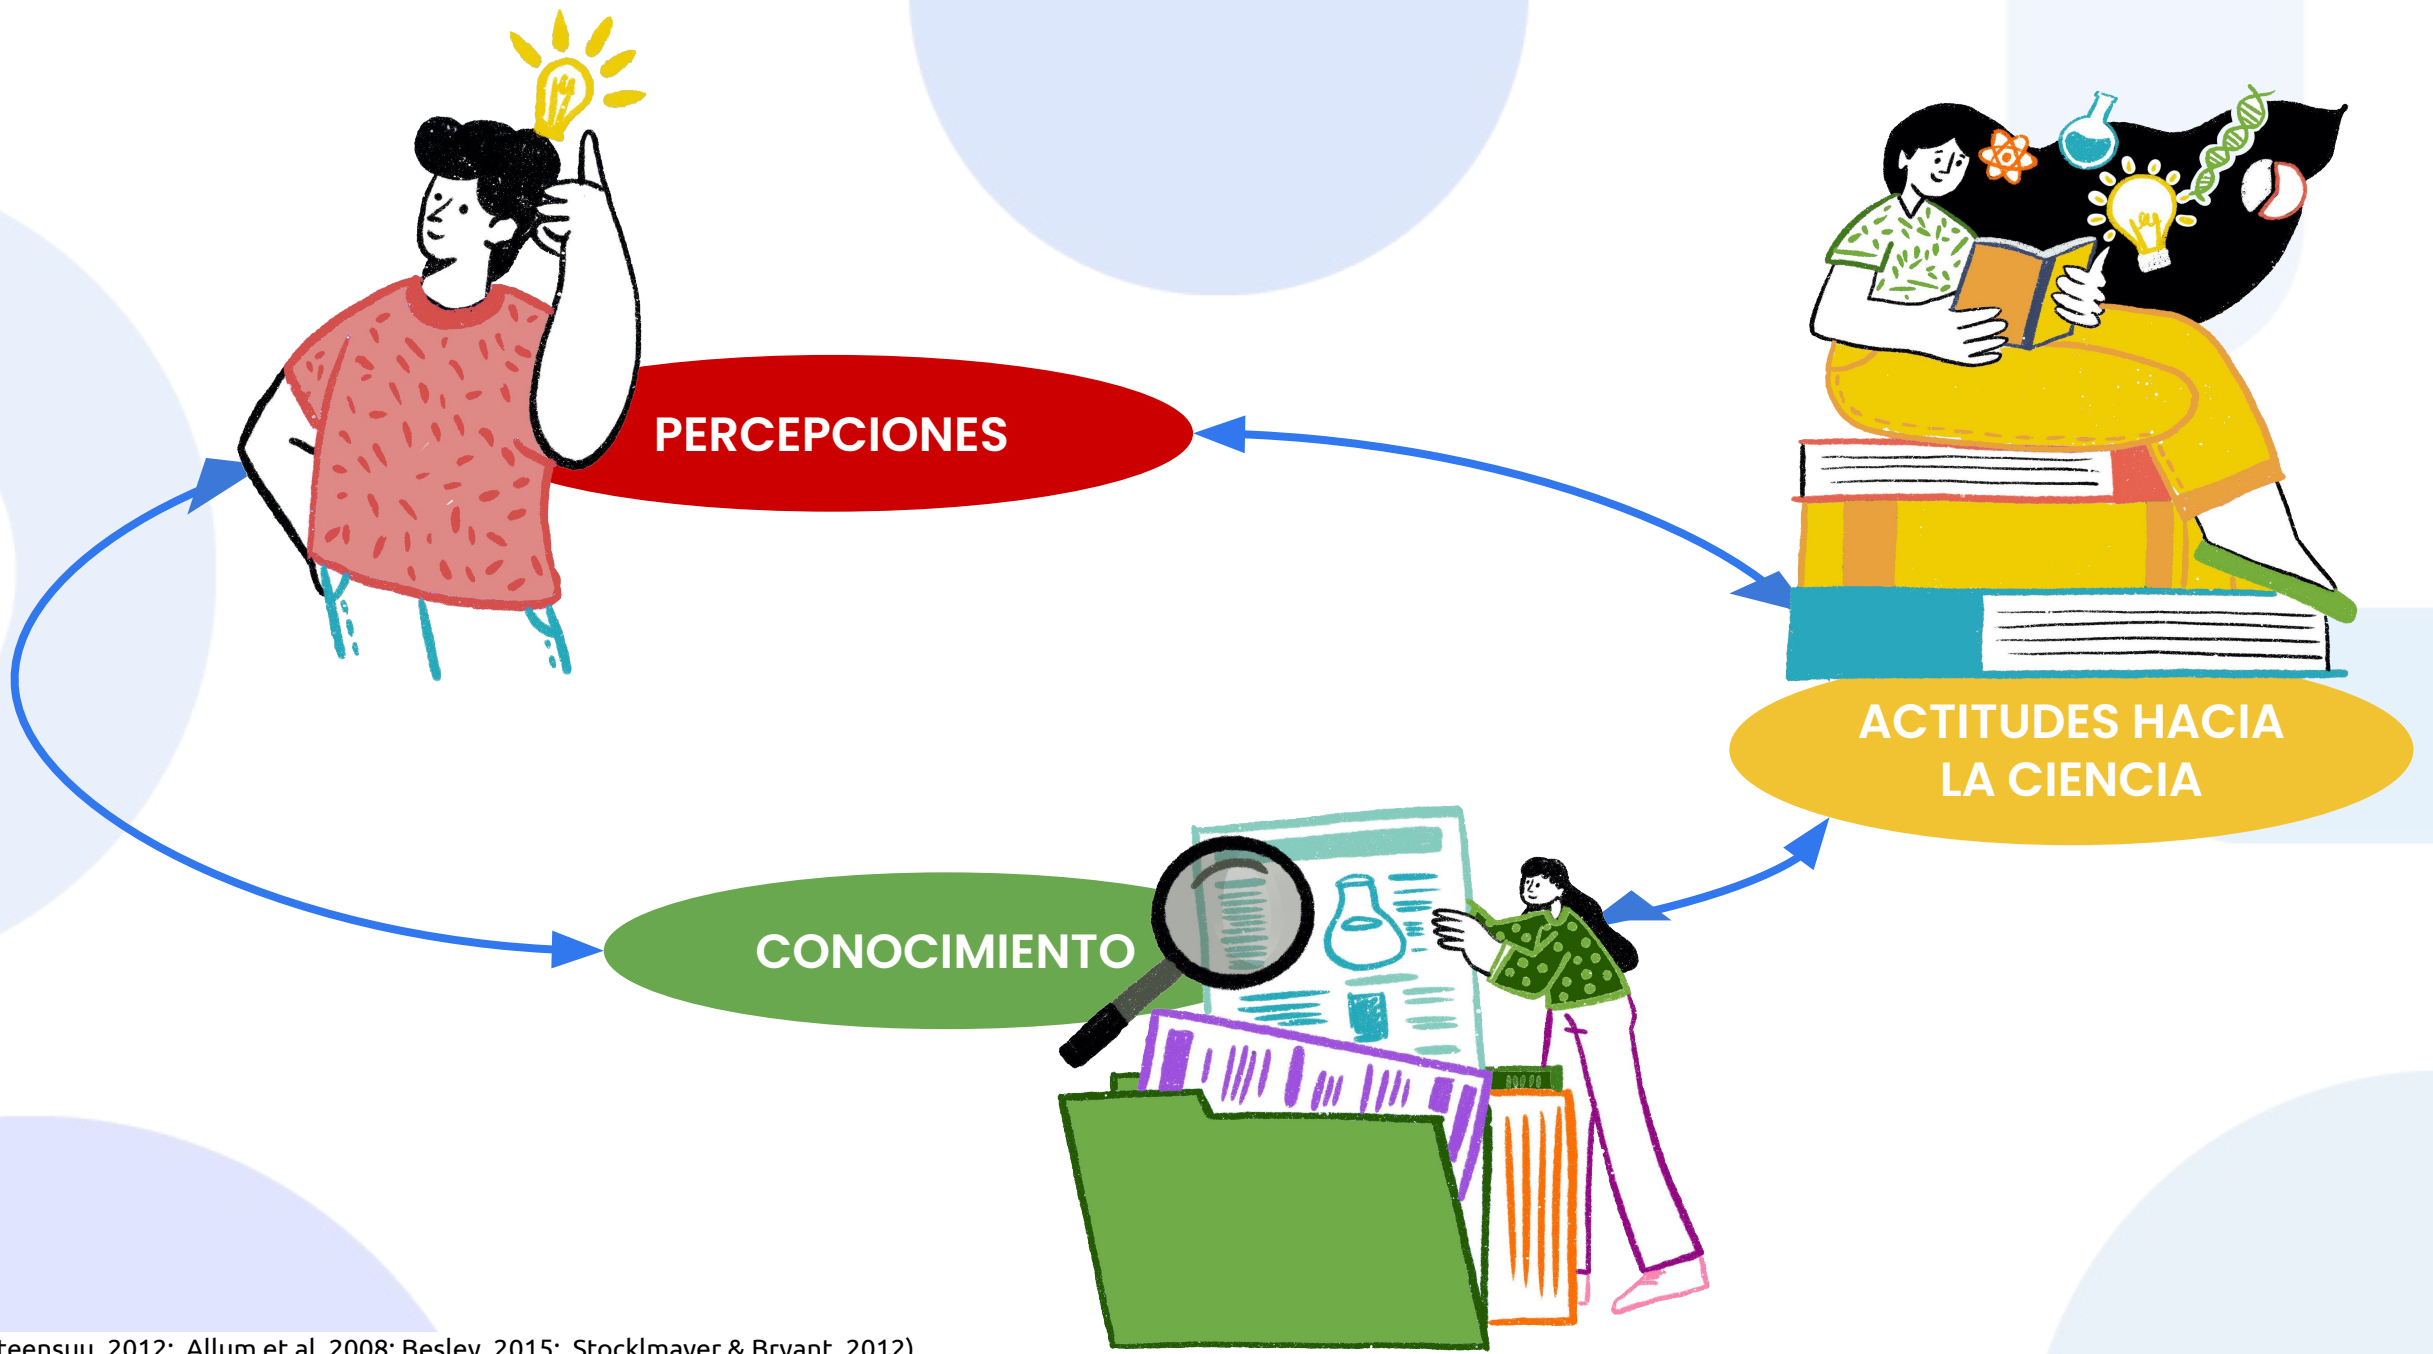 PERCEPCIONES
ACTITUDES HACIA
LA CIENCIA
CONOCIMIENTO
2012; Allum et al. 2008; Besley, 2015; Stocklmayer & Bryant, 2012)